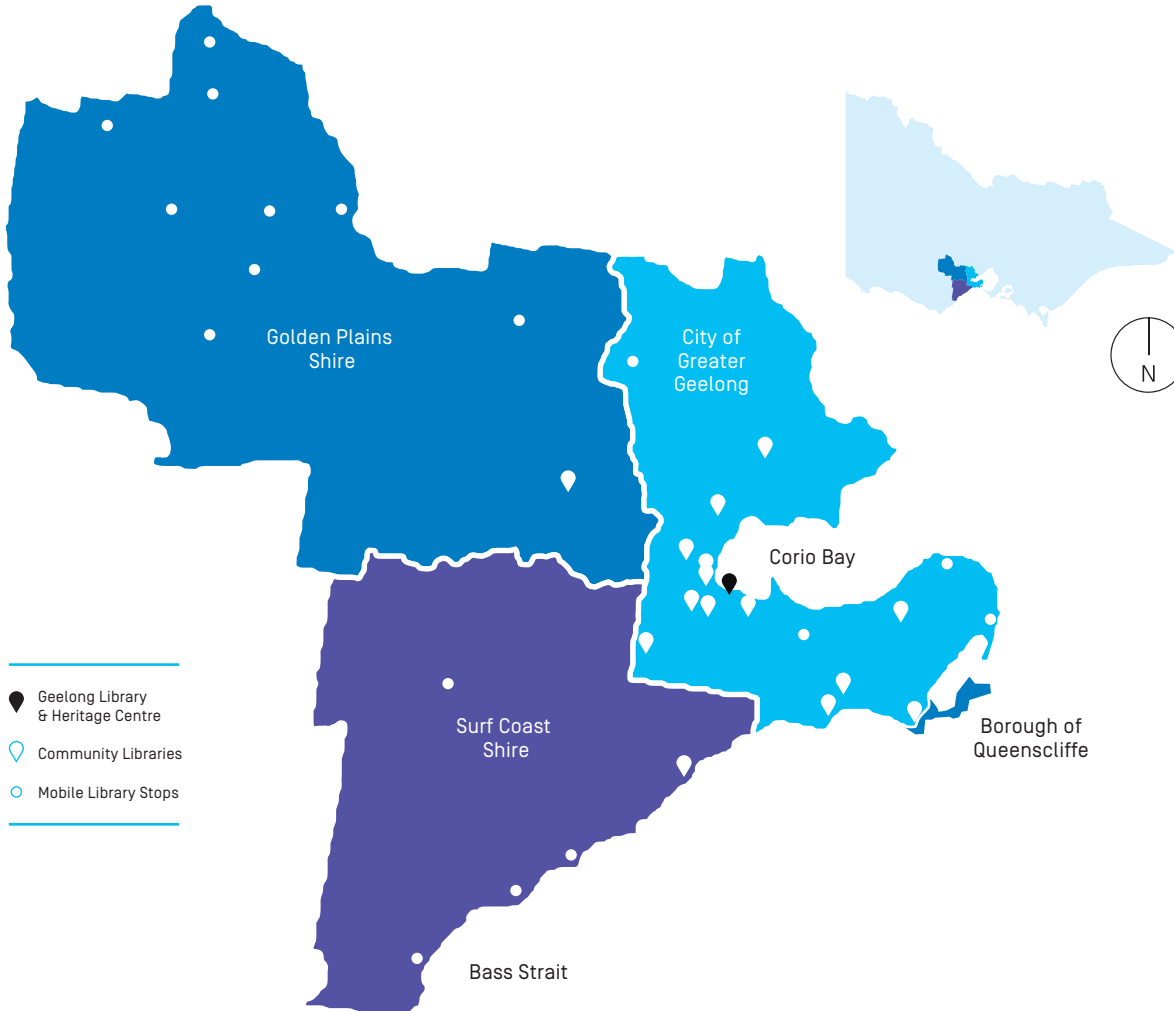 Golden Plains
Shire
City of
Greater
Geelong
N
Corio Bay
Geelong Library
& Heritage Centre
Community Libraries
Mobile Library Stops
Surf Coast
Shire
Borough of
Queenscliffe
Bass Strait